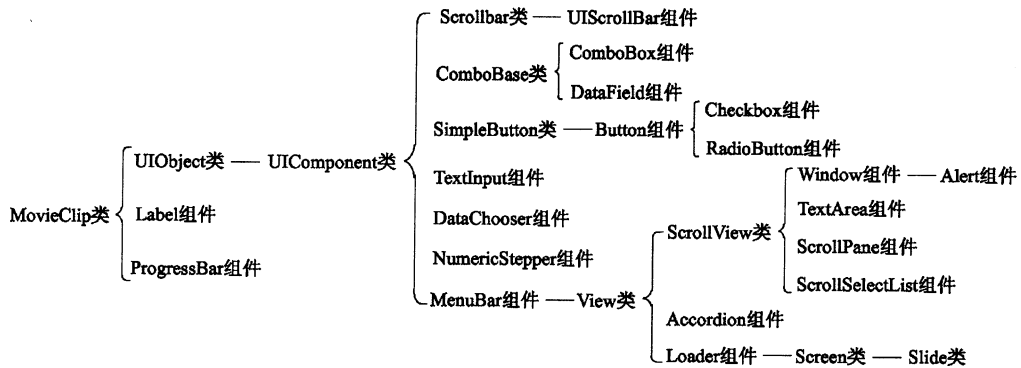 Scrollbar类 — UIScrollBar组件
ComboBox组件
ComboBase类
DataField组件
Checkbox组件
SimpleButton类 — Button组件
RadioButton组件
UIObject类 — UIComponent类
TextInput组件
Window组件 — Alert组件
MovieClip类
Label组件
DataChooser组件
ScrollView类
TextArea组件
ScrollPane组件
ProgressBar组件
NumericStepper组件
ScrollSelectList组件
MenuBar组件 — View类
Accordion组件
Loader组件 — Screen类 — Slide类